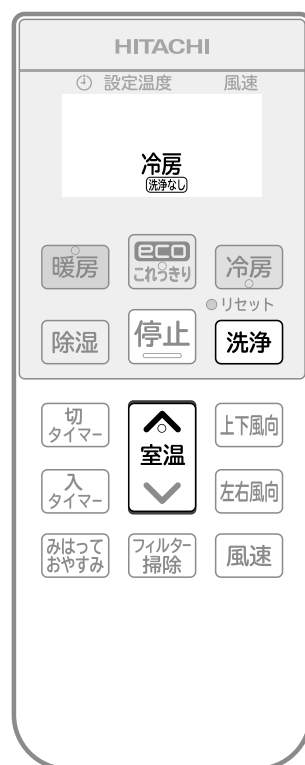 HITACHI
設定温度 風速
冷房
洗浄なし
暖房 eco これっきり 冷房
リセット
除湿 停止 洗浄
切タイマー 室温 上下風向
入タイマー 左右風向
みはっておやすみ フィルター掃除 風速